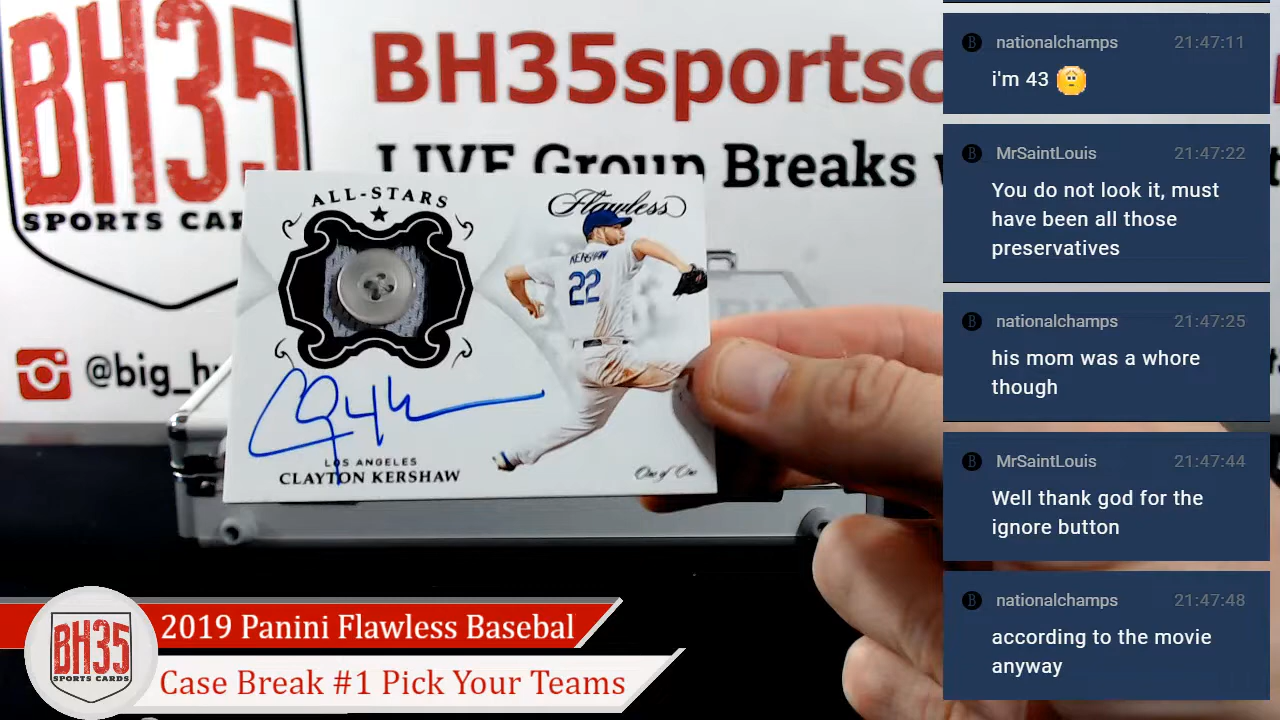 BH35
SPORTS CAR
BH35sportsc
LIVE Group Breaks
@big_h
ALL-STARS
Flawless
KERSHAW
22
LOS ANGELES
CLAYTON KERSHAW
One of One
BH35
SPORTS CARDS
2019 Panini Flawless Basebal
Case Break #1 Pick Your Teams
nationalchamps 21:47:11
i'm 43
MrSaintLouis 21:47:22
You do not look it, must
have been all those
preservatives
nationalchamps 21:47:25
his mom was a whore
though
MrSaintLouis 21:47:44
Well thank god for the
ignore button
nationalchamps 21:47:48
according to the movie
anyway